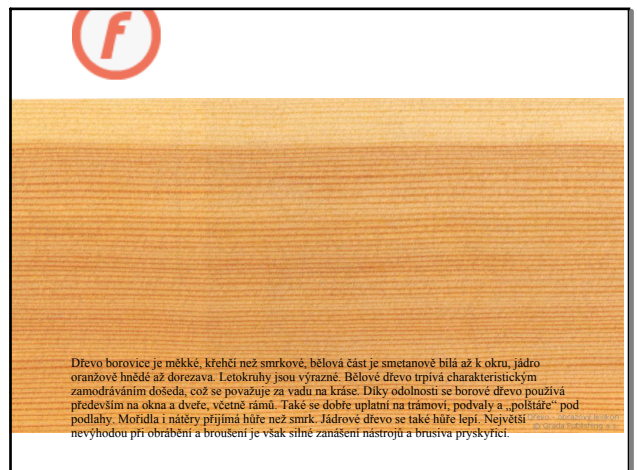 f
Dřevo borovice je měkké, křehčí než smrkové, bělová část je smetanově bílá až k okru, jádro
oranžově hnědé až dorezava. Letokruhy jsou výrazné. Bělové dřevo trpívá charakteristickým
zamodráváním došeda, což se považuje za vadu na kráse. Díky odolnosti se borové dřevo používá
především na okna a dveře, včetně rámů. Také se dobře uplatní na trámoví, podvaly a „polštáře“ pod
podlahy. Mořidla i nátěry přijímá hůře než smrk. Jádrové dřevo se také hůře lepí. Největší
nevýhodou při obrábění a broušení je však silné zanášení nástrojů a brusiva pryskyřicí.
© Grada Publishing a.s.